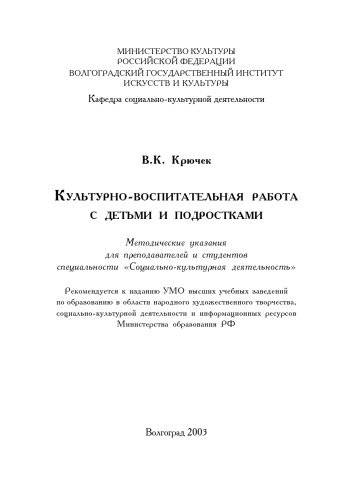 МИНИСТЕРСТВО КУЛЬТУРЫ
РОССИЙСКОЙ ФЕДЕРАЦИИ
ВОЛГОГРАДСКИЙ ГОСУДАРСТВЕННЫЙ ИНСТИТУТ
ИСКУССТВ И КУЛЬТУРЫ
Кафедра социально-культурной деятельности
В.К. Крючек
Культурно-воспитательная работа
с детьми и подростками
Методические указания
для преподавателей и студентов
специальности «Социально-культурная деятельность»
Рекомендуется к изданию УМО высших учебных заведений
по образованию в области народного художественного творчества,
социально-культурной деятельности и информационных ресурсов
Министерства образования РФ
Волгоград 2003